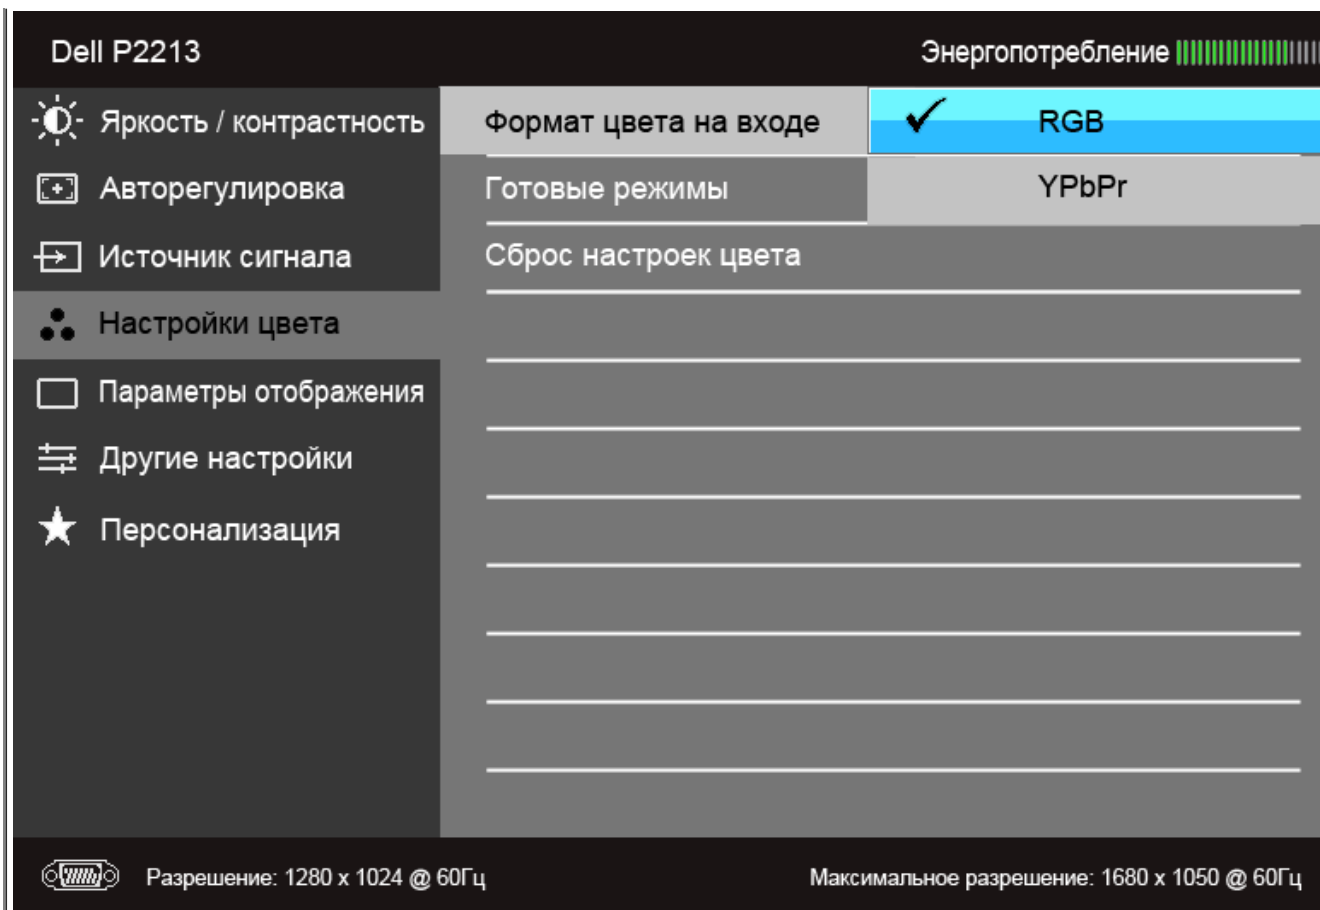 Dell P2213 Энергопотребление
Яркость / контрастность Формат цвета на входе RGB
Авторегулировка Готовые режимы YPbPr
Источник сигнала Сброс настроек цвета
Настройки цвета
Параметры отображения
Другие настройки
Персонализация
Разрешение: 1280 x 1024 @ 60Гц Максимальное разрешение: 1680 x 1050 @ 60Гц